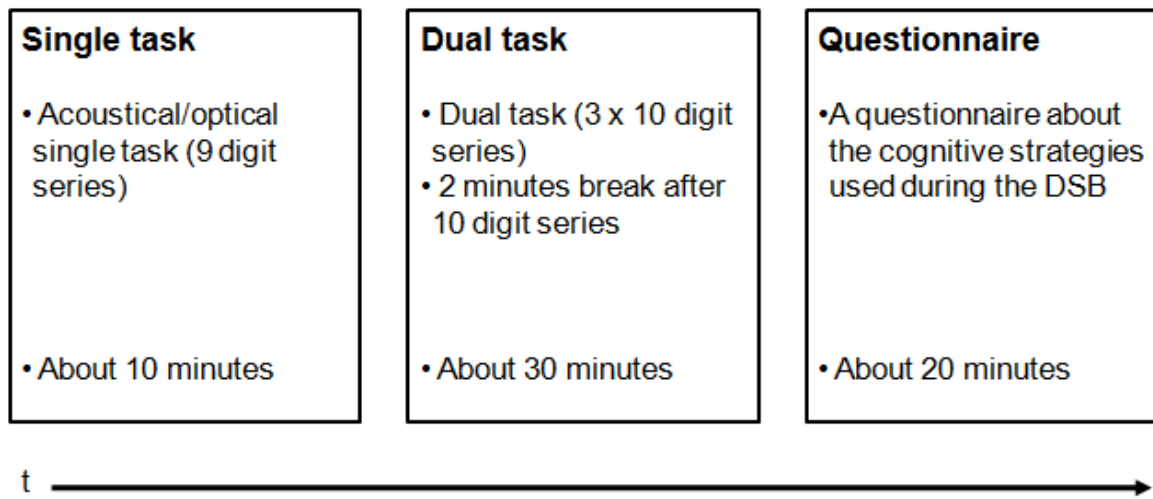 Single task
• Acoustical/optical
single task (9 digit
series)
• About 10 minutes
Dual task
• Dual task (3 x 10 digit
series)
• 2 minutes break after
10 digit series
• About 30 minutes
Questionnaire
•A questionnaire about
the cognitive strategies
used during the DSB
• About 20 minutes
t